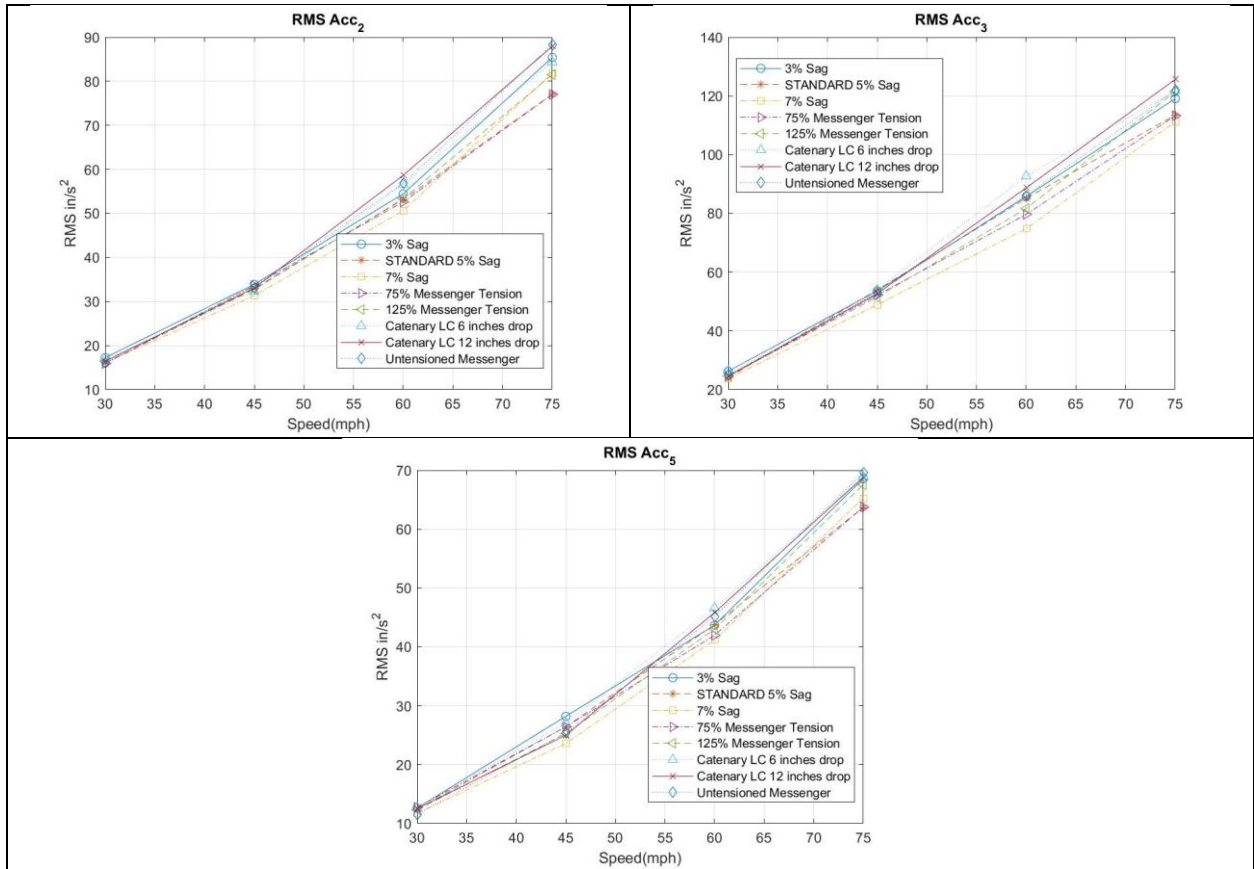 RMS Acc2
90
80
70
60
50
40
30
20
10
RMS in/s2
3% Sag
STANDARD 5% Sag
7% Sag
75% Messenger Tension
125% Messenger Tension
Catenary LC 6 inches drop
Catenary LC 12 inches drop
Untensioned Messenger
30 35 40 45 50 55 60 65 70 75
Speed(mph)
RMS Acc3
140
120
100
80
60
40
20
RMS in/s2
3% Sag
STANDARD 5% Sag
7% Sag
75% Messenger Tension
125% Messenger Tension
Catenary LC 6 inches drop
Catenary LC 12 inches drop
Untensioned Messenger
30 35 40 45 50 55 60 65 70 75
Speed(mph)
RMS Acc5
70
60
50
40
30
20
10
RMS in/s2
3% Sag
STANDARD 5% Sag
7% Sag
75% Messenger Tension
125% Messenger Tension
Catenary LC 6 inches drop
Catenary LC 12 inches drop
Untensioned Messenger
30 35 40 45 50 55 60 65 70 75
Speed(mph)